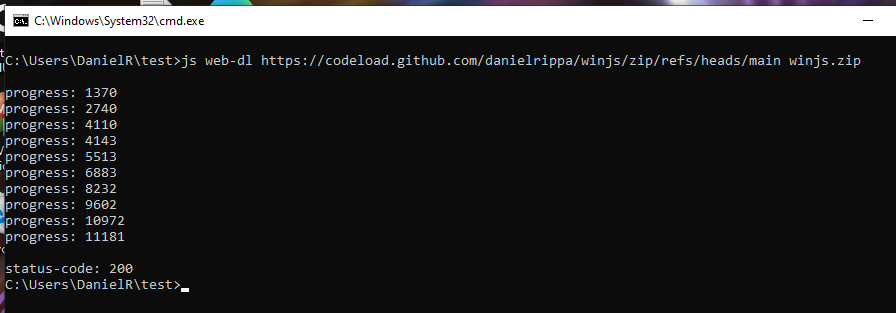 C:\Windows\System32\cmd.exe
C:\Users\DanielR\test>js web-dl https://codeload.github.com/danielrippa/winjs/zip/refs/heads/main winjs.zip
progress: 1370
progress: 2740
progress: 4110
progress: 4143
progress: 5513
progress: 6883
progress: 8232
progress: 9602
progress: 10972
progress: 11181
status-code: 200
C:\Users\DanielR\test>